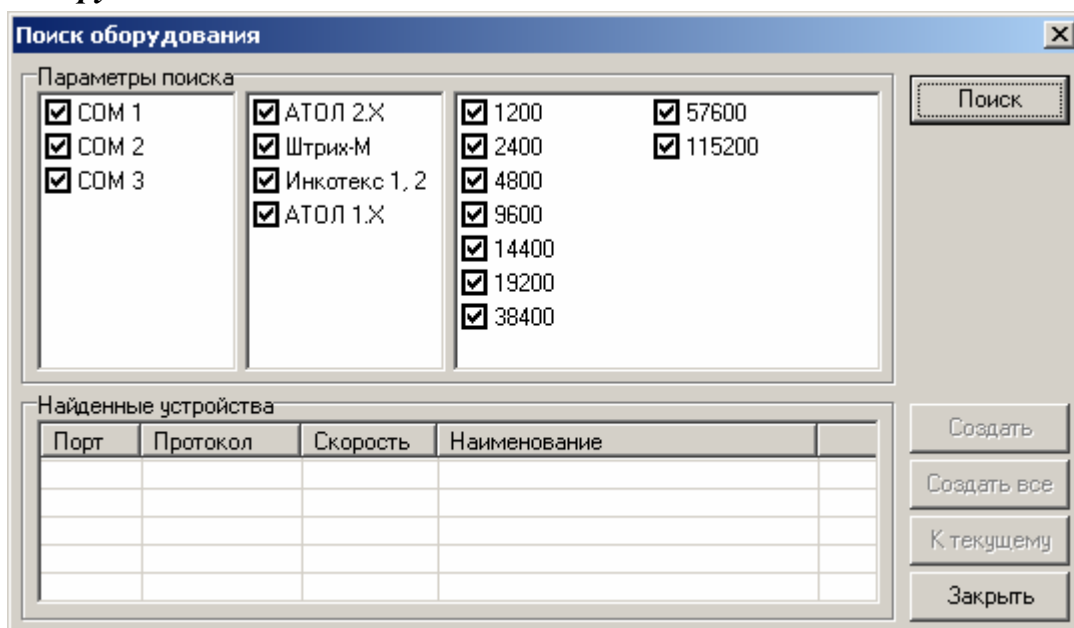 Поиск оборудования
Параметры поиска
COM 1
COM 2
COM 3
АТОЛ 2.X
Штрих-М
Инкотекс 1, 2
АТОЛ 1.X
1200
2400
4800
9600
14400
19200
38400
57600
115200
Поиск
Найденные устройства
Порт Протокол Скорость Наименование
Создать
Создать все
К текущему
Закрыть